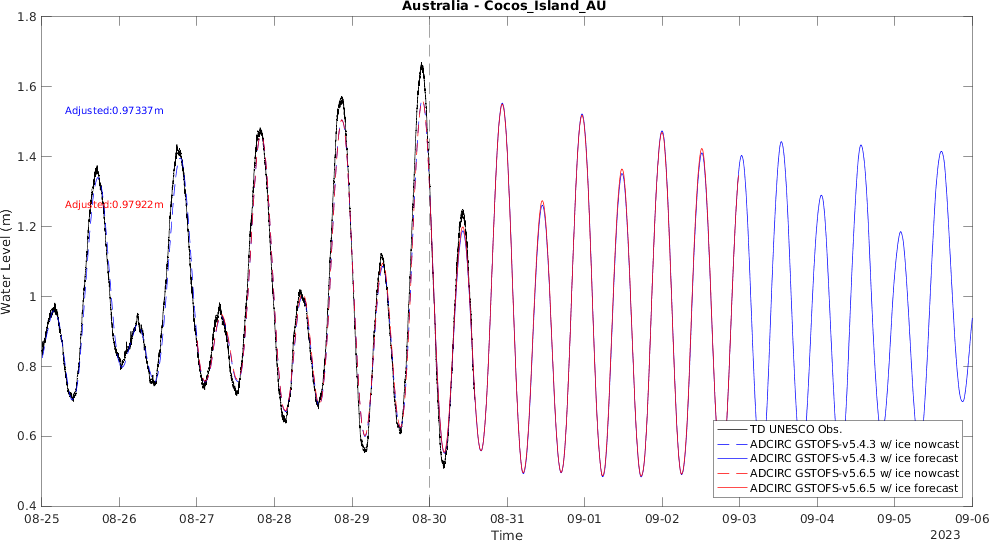 Australia - Cocos_Island_AU
1.8
1.6
1.4
1.2
1
0.8
0.6
0.4
Water Level (m)
Adjusted:0.97337m
Adjusted:0.97922m
TD UNESCO Obs.
ADCIRC GSTOFS-v5.4.3 w/ ice nowcast
ADCIRC GSTOFS-v5.4.3 w/ ice forecast
ADCIRC GSTOFS-v5.6.5 w/ ice nowcast
ADCIRC GSTOFS-v5.6.5 w/ ice forecast
08-25 08-26 08-27 08-28 08-29 08-30 08-31 09-01 09-02 09-03 09-04 09-05 09-06
Time
2023